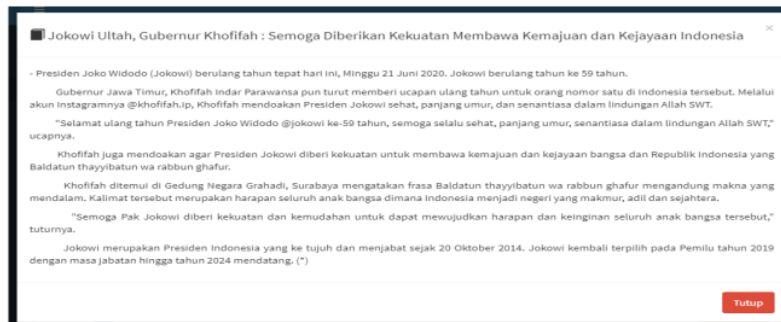 Jokowi Ultah, Gubernur Khofifah : Semoga Diberikan Kekuatan Membawa Kemajuan dan Kejayaan Indonesia
×
- Presiden Joko Widodo (Jokowi) berulang tahun tepat hari ini, Minggu 21 Juni 2020. Jokowi berulang tahun ke 59 tahun.
Gubernur Jawa Timur, Khofifah Indar Parawansa pun turut memberi ucapan ulang tahun untuk orang nomor satu di Indonesia tersebut. Melalui
akun Instagramnya @khofifah.ip, Khofifah mendoakan Presiden Jokowi sehat, panjang umur, dan senantiasa dalam lindungan Allah SWT.
"Selamat ulang tahun Presiden Joko Widodo @jokowi ke-59 tahun, semoga selalu sehat, panjang umur, senantiasa dalam lindungan Allah SWT,"
ucapnya.
Khofifah juga mendoakan agar Presiden Jokowi diberi kekuatan untuk membawa kemajuan dan kejayaan bangsa dan Republik Indonesia yang
Baldatun thayyibatun wa rabbun ghafur.
Khofifah ditemui di Gedung Negara Grahadi, Surabaya mengatakan frasa Baldatun thayyibatun wa rabbun ghafur mengandung makna yang
mendalam. Kalimat tersebut merupakan harapan seluruh anak bangsa dimana Indonesia menjadi negeri yang makmur, adil dan sejahtera.
"Semoga Pak Jokowi diberi kekuatan dan kemudahan untuk dapat mewujudkan harapan dan keinginan seluruh anak bangsa tersebut,"
tuturnya.
Jokowi merupakan Presiden Indonesia yang ke tujuh dan menjabat sejak 20 Oktober 2014. Jokowi kembali terpilih pada Pemilu tahun 2019
dengan masa jabatan hingga tahun 2024 mendatang. (*)
Tutup